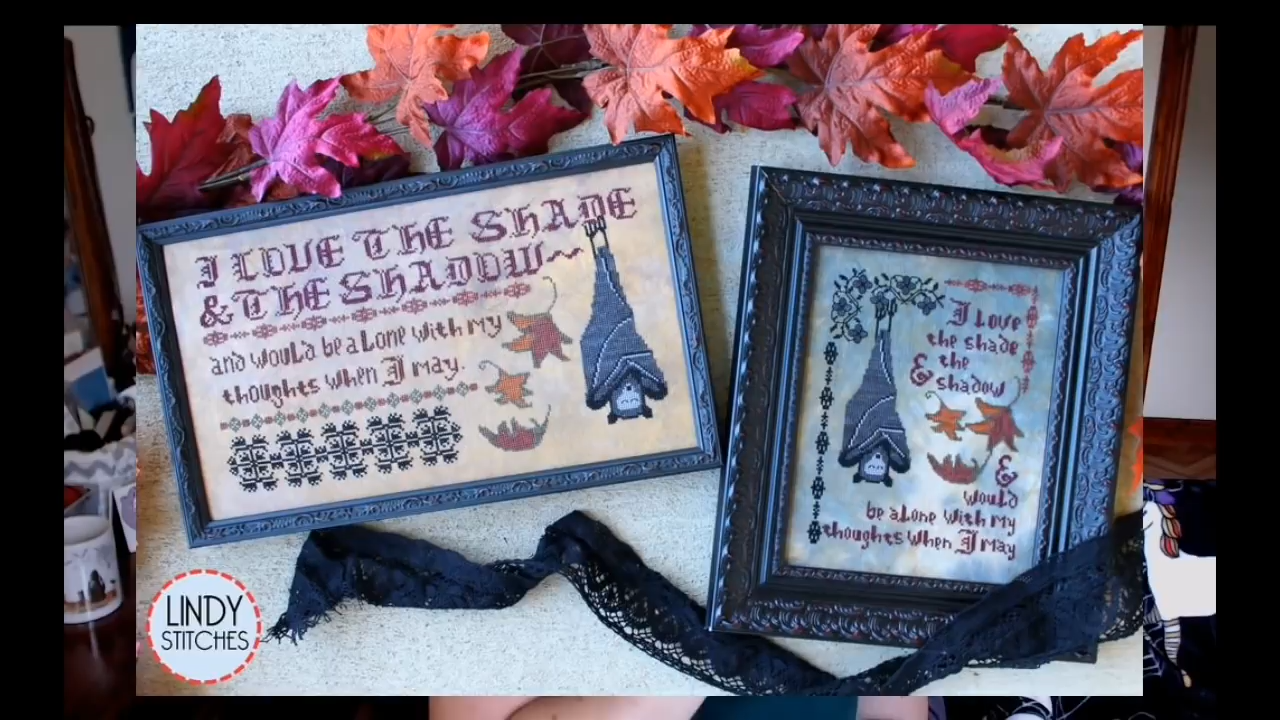 I LOVE THE SHADE
& THE SHADOW~
and would be alone with my
thoughts when I may.
I love
the shade
& the
shadow
&
would
be alone with my
thoughts when I may
LINDY
STITCHES